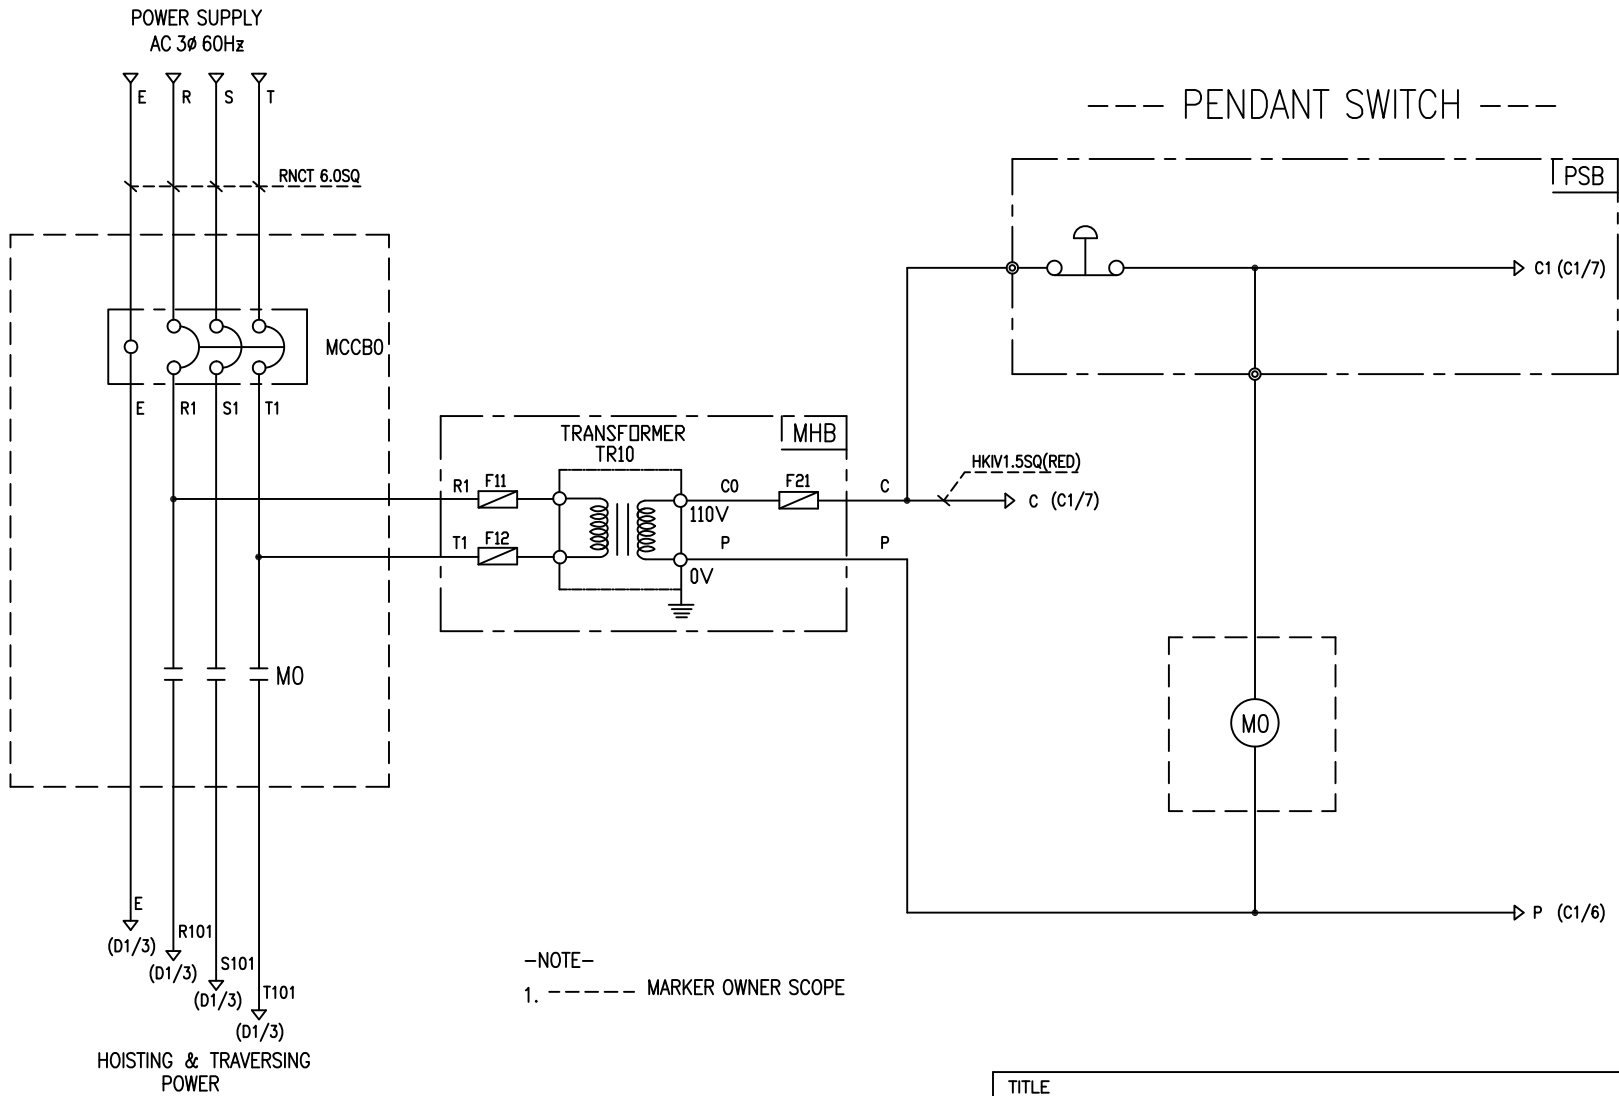 POWER SUPPLY
AC 3ø 60Hz
E R S T
RNCT 6.0SQ
--- PENDANT SWITCH ---
PSB
C1 (C1/7)
MCCB0
E R1 S1 T1
TRANSFORMER
TR10
MHB
R1 F11
C0 F21 C
110V
HKIV1.5SQ(RED)
C (C1/7)
T1 F12
P P
0V
M0
M0
E
(D1/3)
R101
(D1/3)
S101
(D1/3)
T101
(D1/3)
HOISTING & TRAVERSING
POWER
P (C1/6)
-NOTE-
1. ------ MARKER OWNER SCOPE
TITLE